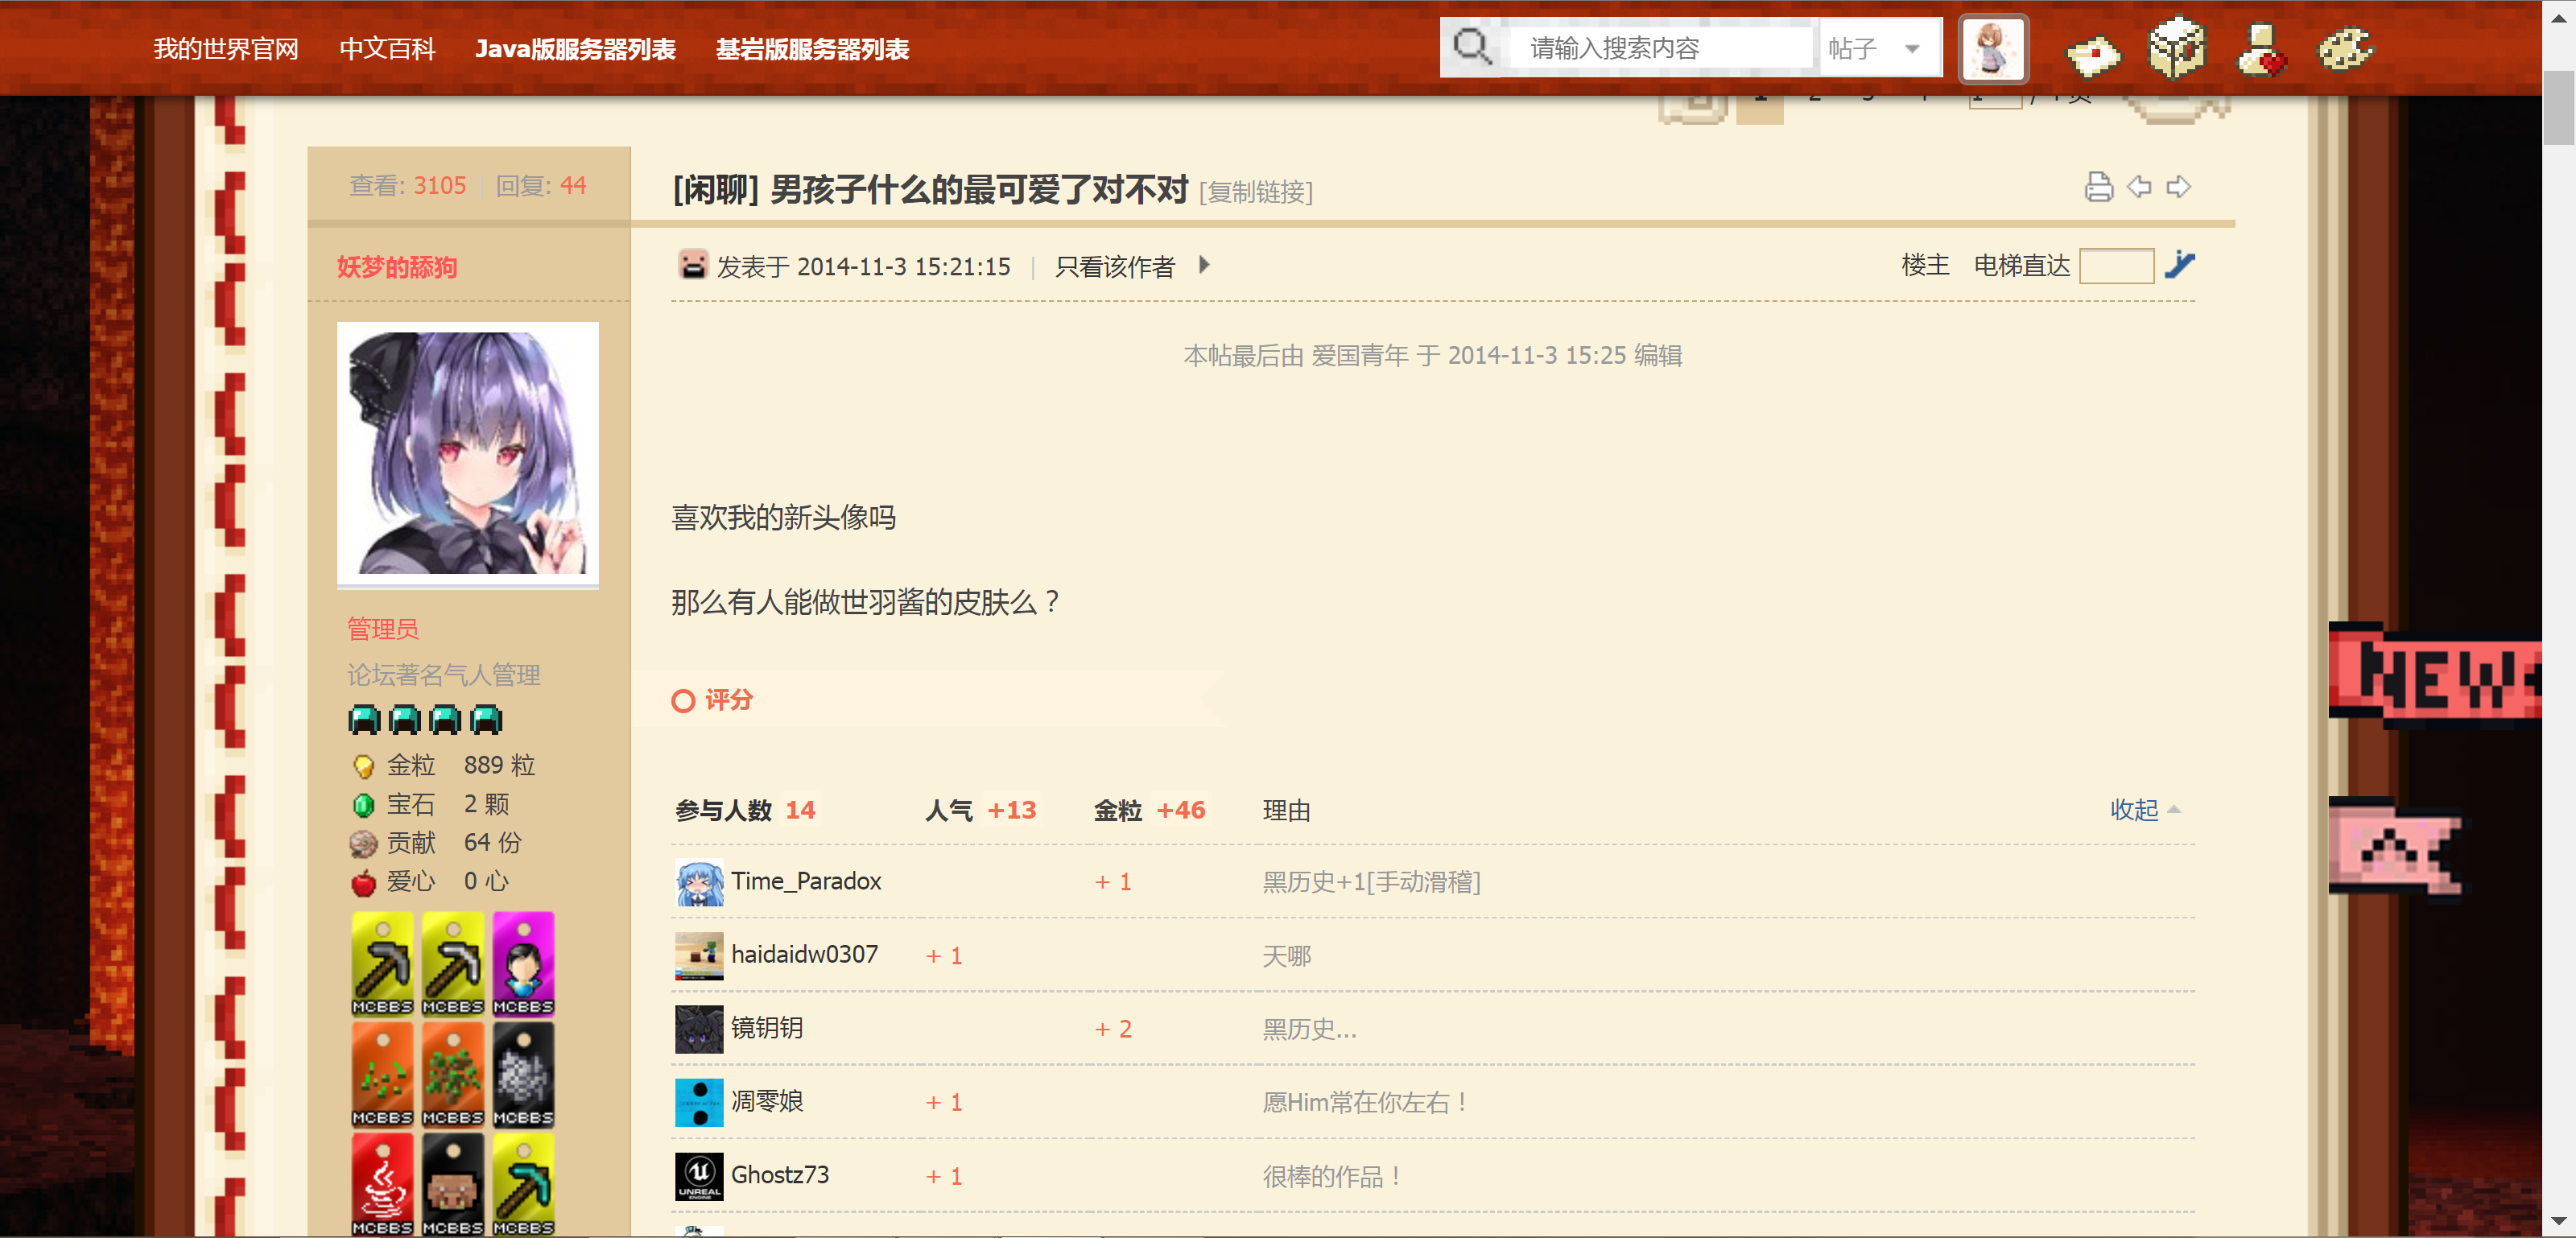 我的世界官网 中文百科 Java版服务器列表 基岩版服务器列表 请输入搜索内容 帖子
查看: 3105 回复: 44
[闲聊] 男孩子什么的最可爱了对不对 [复制链接]
妖梦的舔狗
发表于 2014-11-3 15:21:15 | 只看该作者
楼主 电梯直达
本帖最后由 爱国青年 于 2014-11-3 15:25 编辑
喜欢我的新头像吗
那么有人能做世羽酱的皮肤么？
管理员
论坛著名气人管理
金粒 889 粒
宝石 2 颗
贡献 64 份
爱心 0 心
MCBBS MCBBS MCBBS
MCBBS MCBBS MCBBS
MCBBS MCBBS MCBBS
评分
参与人数 14 人气 +13 金粒 +46 理由 收起
Time_Paradox + 1 黑历史+1[手动滑稽]
haidaidw0307 + 1 天哪
镜钥钥 + 2 黑历史...
凋零娘 + 1 愿Him常在你左右！
UNREAL ENGINE
Ghostz73 + 1 很棒的作品！
NEW